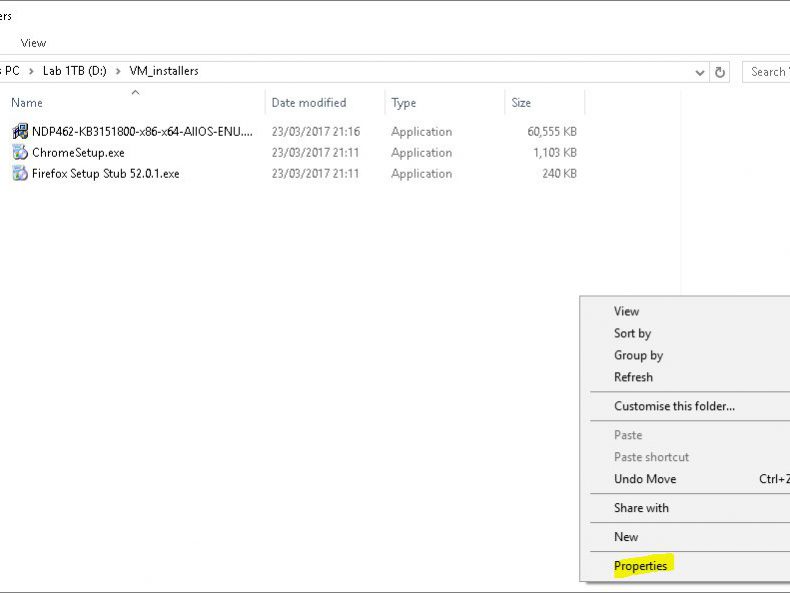 ers
View
s PC > Lab 1TB (D:) > VM_installers Search
Name Date modified Type Size
NDP462-KB3151800-x86-x64-AllOS-ENU.... 23/03/2017 21:16 Application 60,555 KB
ChromeSetup.exe 23/03/2017 21:11 Application 1,103 KB
Firefox Setup Stub 52.0.1.exe 23/03/2017 21:11 Application 240 KB
View
Sort by
Group by
Refresh
Customise this folder...
Paste
Paste shortcut
Undo Move Ctrl+Z
Share with
New
Properties